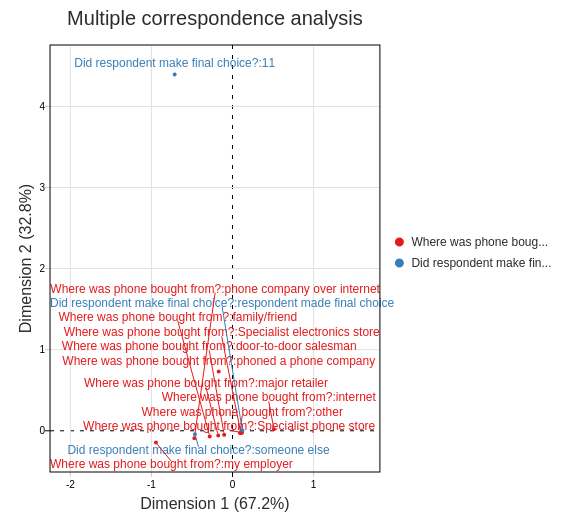 Multiple correspondence analysis
Did respondent make final choice?:11
4
3
2
1
0
Dimension 2 (32.8%)
Where was phone bought from?:phone company over internet
Did respondent make final choice?:respondent made final choice
Where was phone bought from?:family/friend
Where was phone bought from?:Specialist electronics store
Where was phone bought from?:door-to-door salesman
Where was phone bought from?:phoned a phone company
Where was phone bought from?:major retailer
Where was phone bought from?:internet
Where was phone bought from?:other
Where was phone bought from?:Specialist phone store
Did respondent make final choice?:someone else
Where was phone bought from?:my employer
-2
-1
0
1
Dimension 1 (67.2%)
Where was phone boug...
Did respondent make fin...